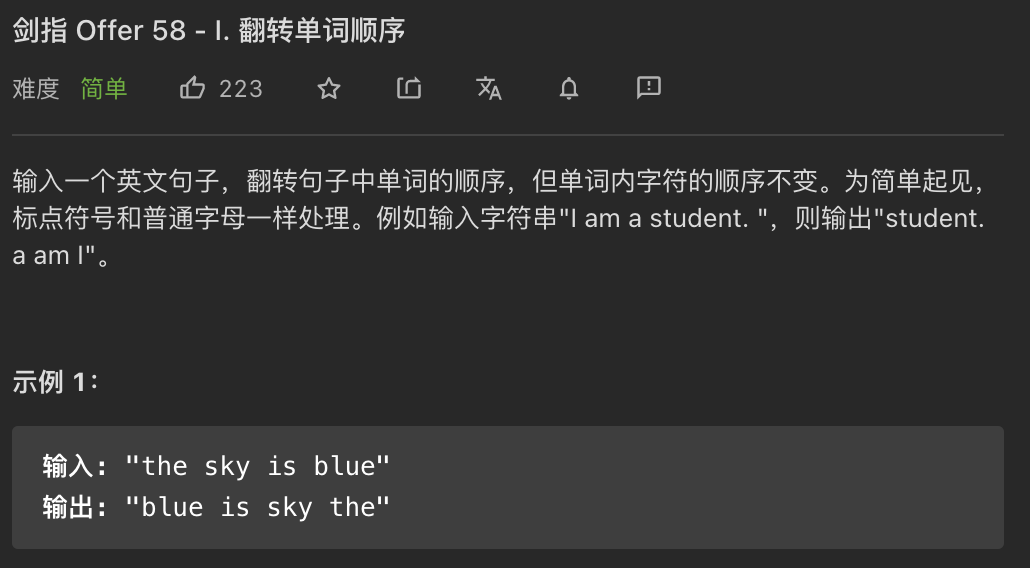 剑指 Offer 58 - I. 翻转单词顺序
难度 简单 223
输入一个英文句子，翻转句子中单词的顺序，但单词内字符的顺序不变。为简单起见，
标点符号和普通字母一样处理。例如输入字符串"I am a student. "，则输出"student.
a am I"。
示例 1：
输入: "the sky is blue"
输出: "blue is sky the"